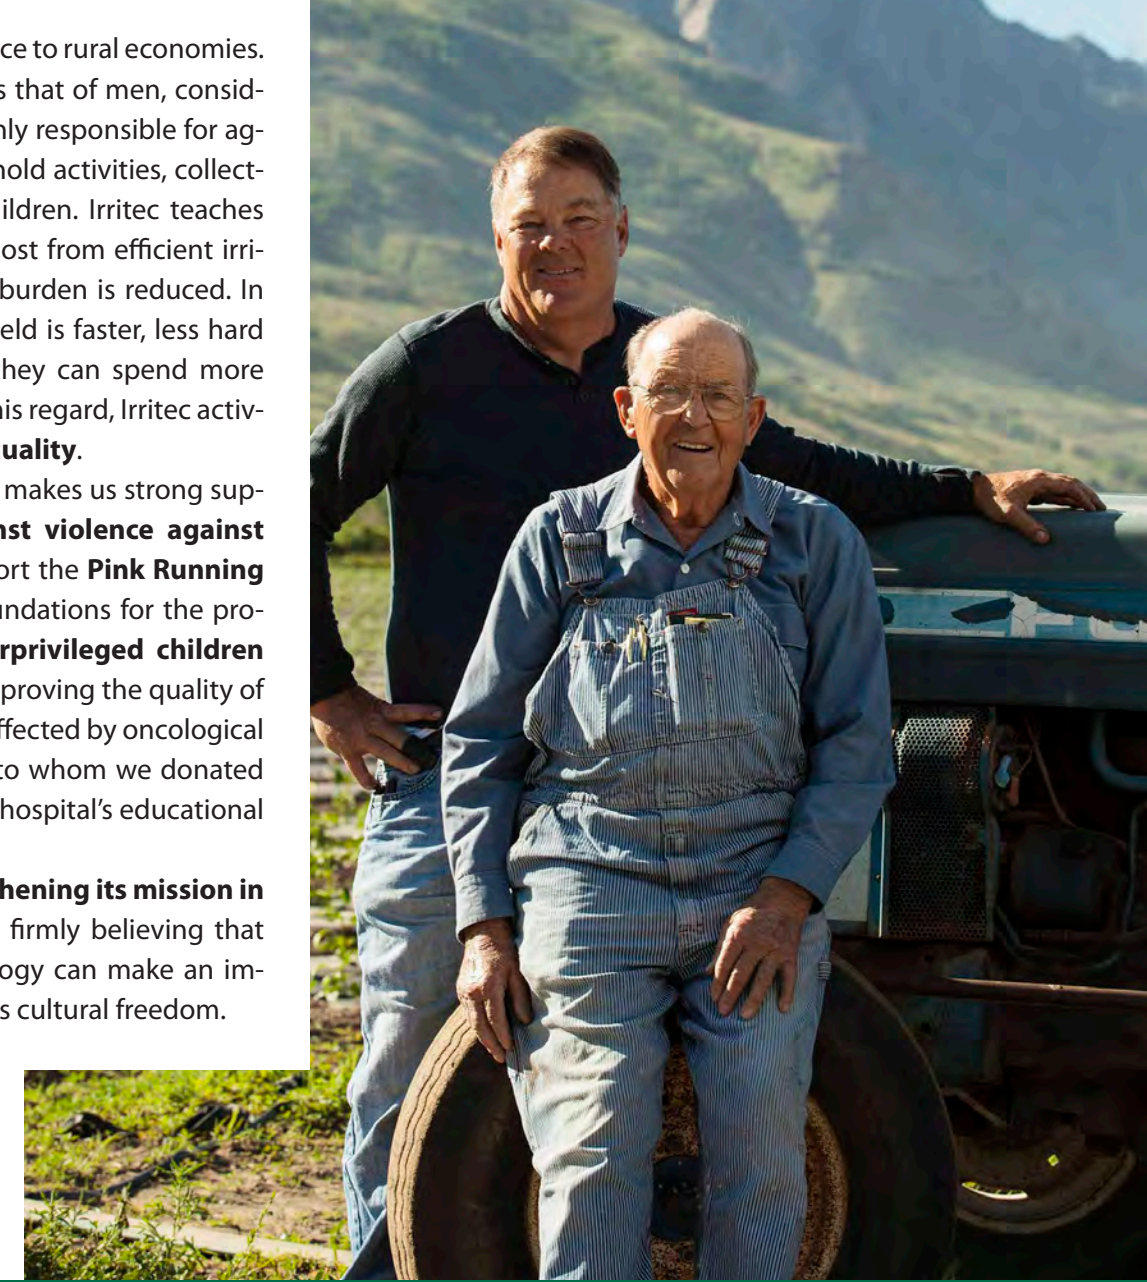 ce to rural economies.
s that of men, consid-
nly responsible for ag-
hold activities, collect-
ildren. Irritec teaches
ost from efficient irri-
burden is reduced. In
eld is faster, less hard
they can spend more
his regard, Irritec activ-
uality.
makes us strong sup-
nst violence against
ort the Pink Running
undations for the pro-
rprivileged children
proving the quality of
ffected by oncological
to whom we donated
hospital's educational
hening its mission in
firmly believing that
logy can make an im-
s cultural freedom.